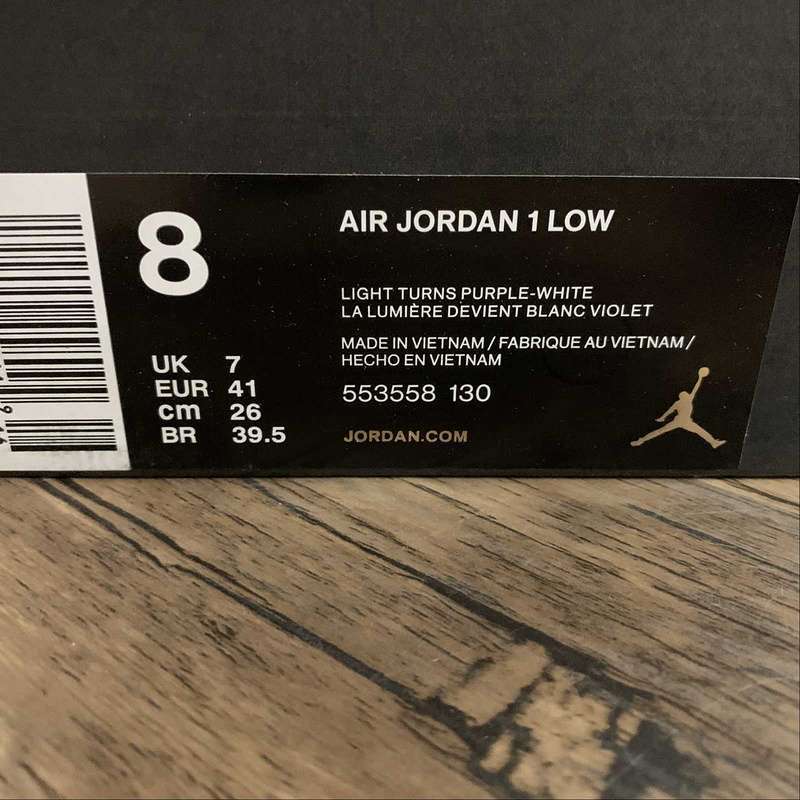 8
UK 7
EUR 41
cm 26
BR 39.5
AIR JORDAN 1 LOW
LIGHT TURNS PURPLE-WHITE
LA LUMIÈRE DEVIENT BLANC VIOLET
MADE IN VIETNAM / FABRIQUE AU VIETNAM /
HECHO EN VIETNAM
553558 130
JORDAN.COM